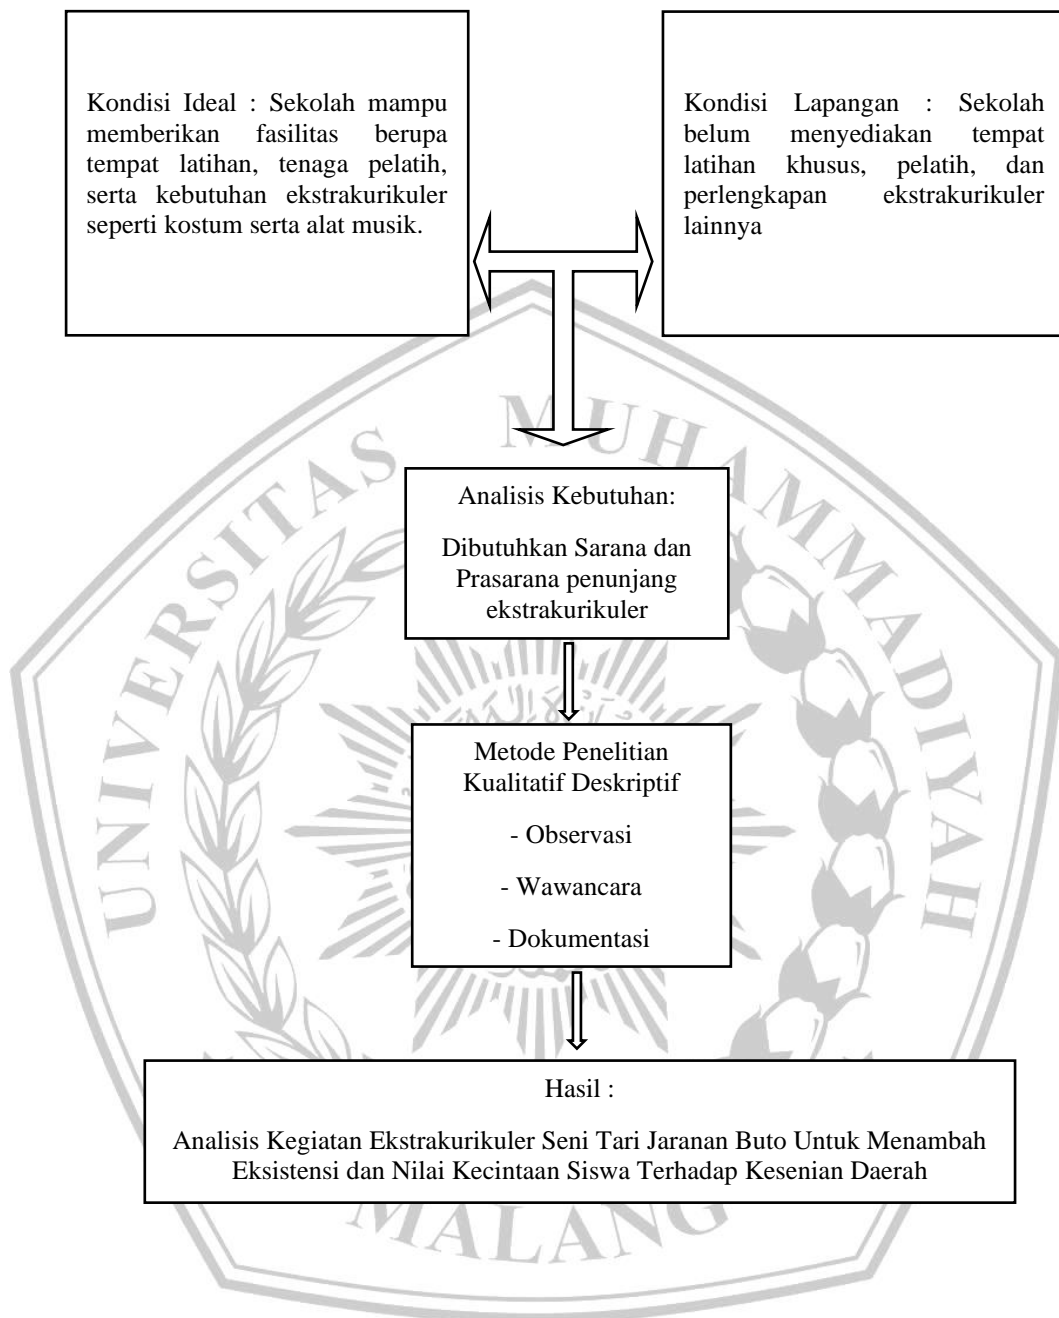 Kondisi Ideal : Sekolah mampu
memberikan fasilitas berupa
tempat latihan, tenaga pelatih,
serta kebutuhan ekstrakurikuler
seperti kostum serta alat musik.
Kondisi Lapangan : Sekolah
belum menyediakan tempat
latihan khusus, pelatih, dan
perlengkapan ekstrakurikuler
lainnya
UNIVERSITAS MUHAMMADIYAH
Analisis Kebutuhan:
Dibutuhkan Sarana dan
Prasarana penunjang
ekstrakurikuler
Metode Penelitian
Kualitatif Deskriptif
- Observasi
- Wawancara
- Dokumentasi
Hasil :
Analisis Kegiatan Ekstrakurikuler Seni Tari Jaranan Buto Untuk Menambah
Eksistensi dan Nilai Kecintaan Siswa Terhadap Kesenian Daerah
MALANG